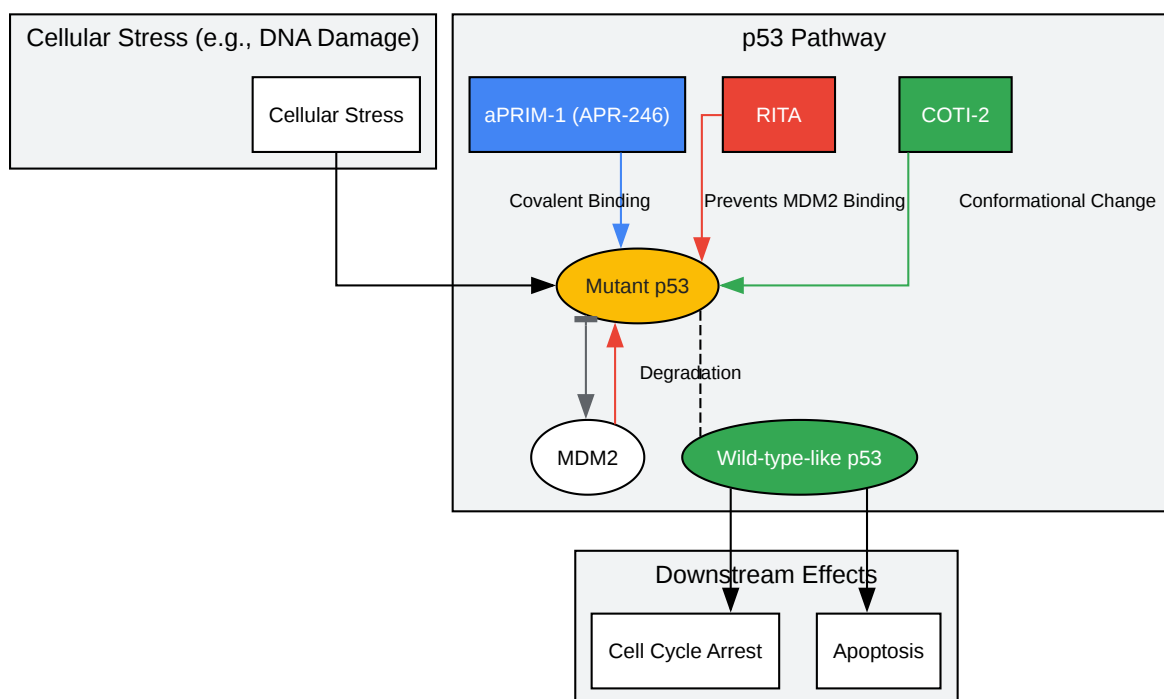 Cellular Stress (e.g., DNA Damage)
p53 Pathway
Cellular Stress
aPRIM-1 (APR-246)
RITA
COTI-2
Covalent Binding
Prevents MDM2 Binding
Conformational Change
Mutant p53
Degradation
MDM2
Wild-type-like p53
Downstream Effects
Cell Cycle Arrest
Apoptosis